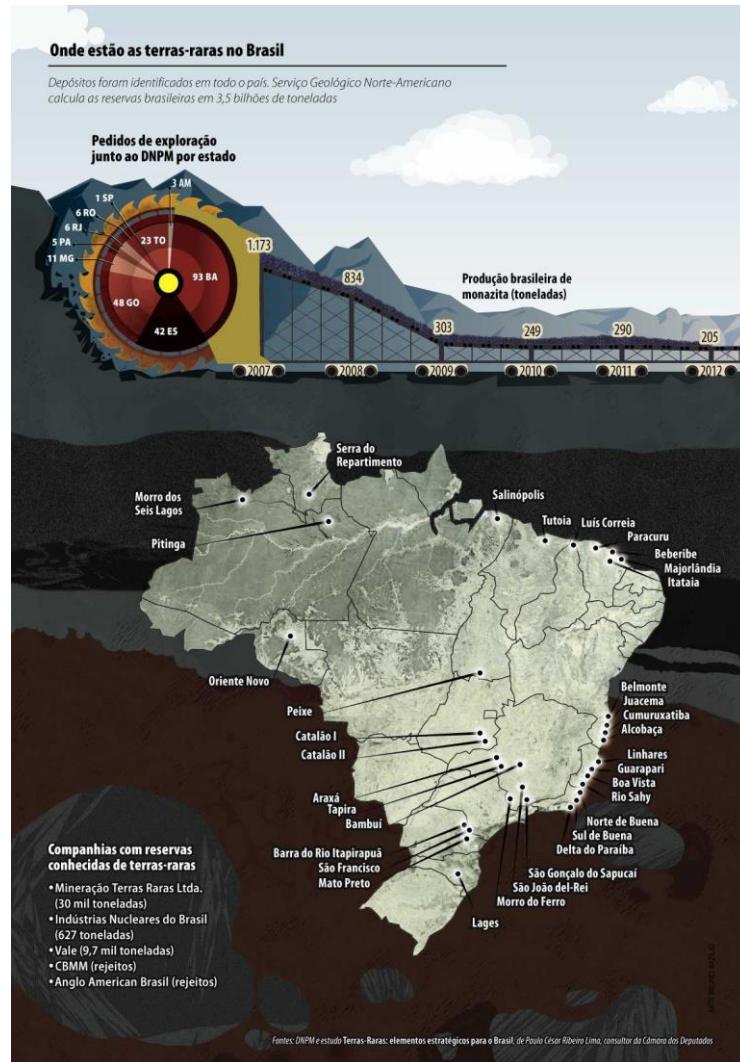 Onde estão as terras-raras no Brasil
Depósitos foram identificados em todo o país. Serviço Geológico Norte-Americano
calcula as reservas brasileiras em 3,5 bilhões de toneladas
Pedidos de exploração
junto ao DNPM por estado
3 AM
1 SP
6 RO
6 RJ
5 PA
11 MG
23 TO
93 BA
48 GO
42 ES
1.173
834
303
249
290
205
Produção brasileira de
monazita (toneladas)
2007
2008
2009
2010
2011
2012
Serra do
Repartimento
Morro dos
Seis Lagos
Pitinga
Salinópolis
Tutoia
Luís Correia
Paracuru
Beberibe
Majorlândia
Itataia
Oriente Novo
Peixe
Catalão I
Catalão II
Araxá
Tapira
Bambuí
Belmonte
Juacema
Cumuruxatiba
Alcobaça
Linhares
Guarapari
Boa Vista
Rio Sahy
Norte de Buena
Sul de Buena
Delta do Paraíba
Barra do Rio Itapirapuã
São Francisco
Mato Preto
São Gonçalo do Sapucaí
São João del-Rei
Morro do Ferro
Lages
Companhias com reservas
conhecidas de terras-raras
• Mineração Terras Raras Ltda.
(30 mil toneladas)
• Indústrias Nucleares do Brasil
(627 toneladas)
• Vale (9,7 mil toneladas)
• CBMM (rejeitos)
• Anglo American Brasil (rejeitos)
Fontes: DNPM e estudo Terras-Raras: elementos estratégicos para o Brasil, de Paulo César Ribeiro Lima, consultor da Câmara dos Deputados